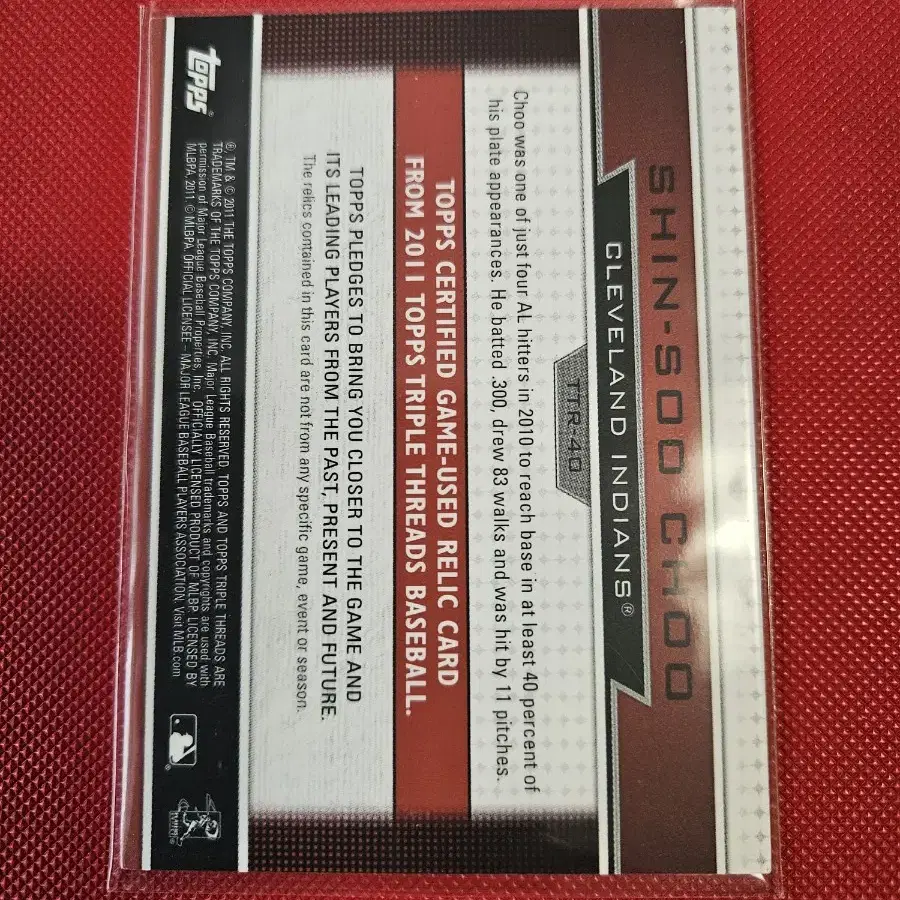 SHIN-SOO CHOO
CLEVELAND INDIANS®
TTR-40
Choo was one of just four AL hitters in 2010 to reach base in at least 40 percent of
his plate appearances. He batted .300, drew 83 walks and was hit by 11 pitches.
TOPPS CERTIFIED GAME-USED RELIC CARD
FROM 2011 TOPPS TRIPLE THREADS BASEBALL.
TOPPS PLEDGES TO BRING YOU CLOSER TO THE GAME AND
ITS LEADING PLAYERS FROM THE PAST, PRESENT AND FUTURE.
The relics contained in this card are not from any specific game, event or season.
topps®
®, TM & © 2011 THE TOPPS COMPANY, INC. ALL RIGHTS RESERVED. TOPPS AND TOPPS TRIPLE THREADS ARE
TRADEMARKS OF THE TOPPS COMPANY, INC. Major League Baseball trademarks and copyrights are used with
permission of Major League Baseball Properties, Inc. OFFICIALLY LICENSED PRODUCT OF MLBP. LICENSED BY
MLBPA 2011. © MLBPA, OFFICIAL LICENSEE – MAJOR LEAGUE BASEBALL PLAYERS ASSOCIATION. Visit MLB.com